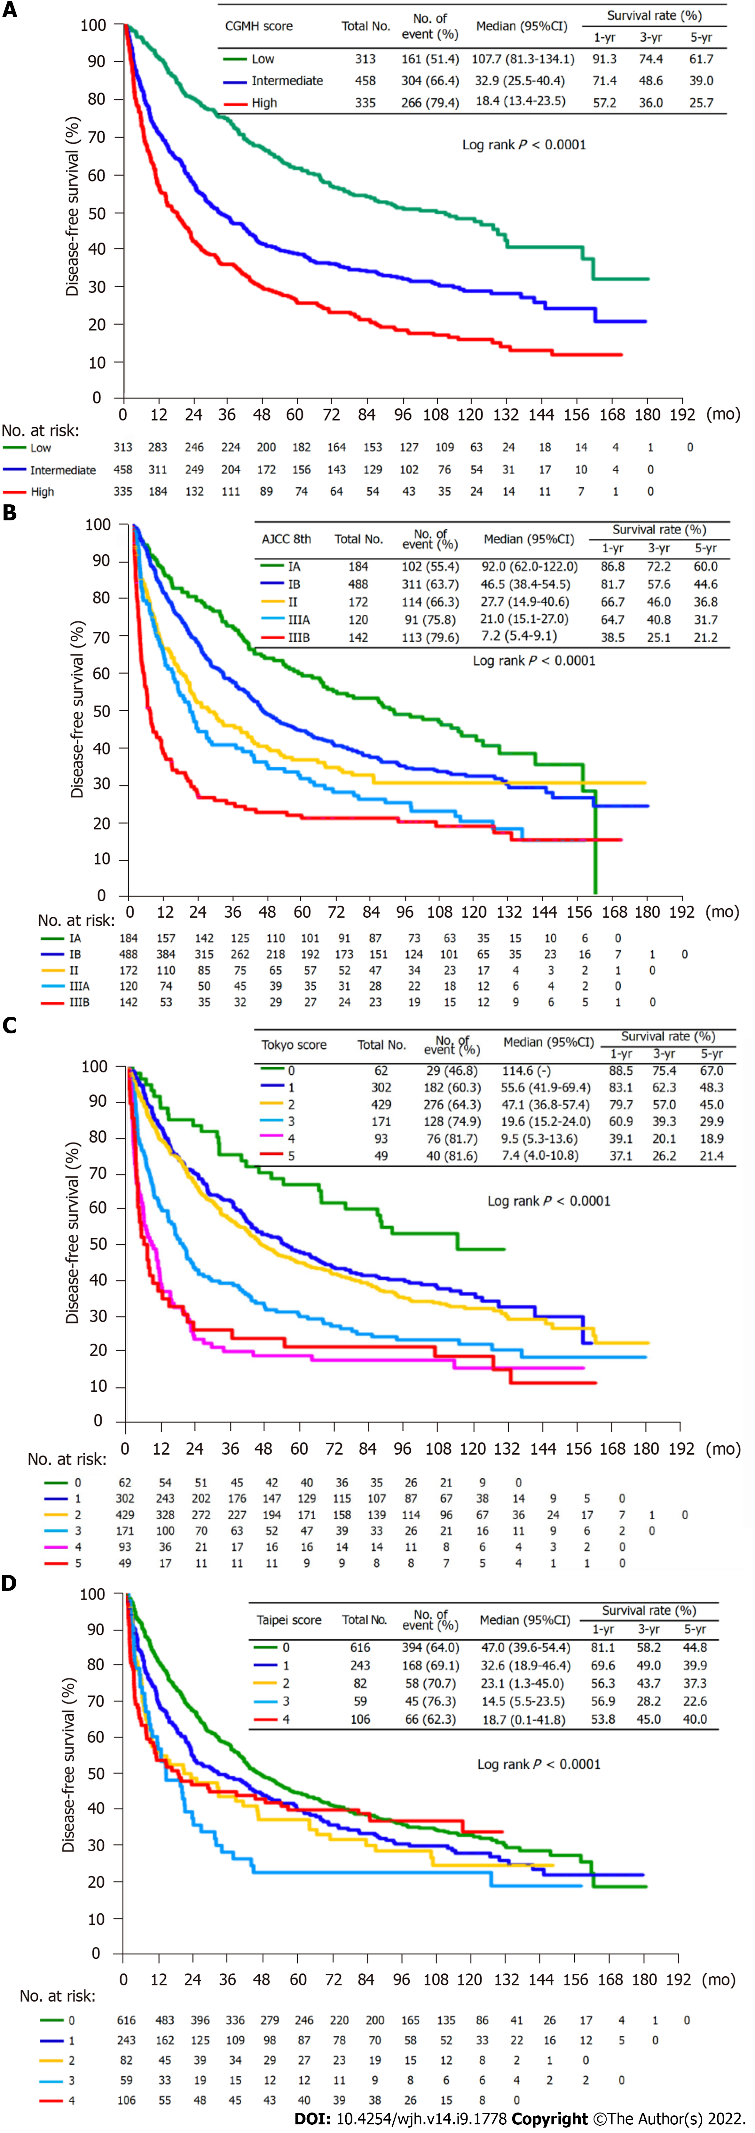 A
CGMH score Total No. No. of event (%) Median (95%CI) Survival rate (%)
1-yr 3-yr 5-yr
Low 313 161 (51.4) 107.7 (81.3-134.1) 91.3 74.4 61.7
Intermediate 458 304 (66.4) 32.9 (25.5-40.4) 71.4 48.6 39.0
High 335 266 (79.4) 18.4 (13.4-23.5) 57.2 36.0 25.7
Log rank P < 0.0001
Disease-free survival (%)
100
90
80
70
60
50
40
30
20
10
0
0 12 24 36 48 60 72 84 96 108 120 132 144 156 168 180 192 (mo)
No. at risk:
Low 313 283 246 224 200 182 164 153 127 109 63 24 18 14 4 1 0
Intermediate 458 311 249 204 172 156 143 129 102 76 54 31 17 10 4 0
High 335 184 132 111 89 74 64 54 43 35 24 14 11 7 1 0
B
AJCC 8th Total No. No. of event (%) Median (95%CI) Survival rate (%)
1-yr 3-yr 5-yr
IA 184 102 (55.4) 92.0 (62.0-122.0) 86.8 72.2 60.0
IB 488 311 (63.7) 46.5 (38.4-54.5) 81.7 57.6 44.6
II 172 114 (66.3) 27.7 (14.9-40.6) 66.7 46.0 36.8
IIIA 120 91 (75.8) 21.0 (15.1-27.0) 64.7 40.8 31.7
IIIB 142 113 (79.6) 7.2 (5.4-9.1) 38.5 25.1 21.2
Log rank P < 0.0001
Disease-free survival (%)
100
90
80
70
60
50
40
30
20
10
0
0 12 24 36 48 60 72 84 96 108 120 132 144 156 168 180 192 (mo)
No. at risk:
IA 184 157 142 125 110 101 91 87 73 63 35 15 10 6 0
IB 488 384 315 262 218 192 173 151 124 101 65 35 23 16 7 1 0
II 172 110 85 75 65 57 52 47 34 23 17 4 3 2 1 0
IIIA 120 74 50 45 39 35 31 28 22 18 12 6 4 2 0
IIIB 142 53 35 32 29 27 24 23 19 15 12 9 6 5 1 0
C
Tokyo score Total No. No. of event (%) Median (95%CI) Survival rate (%)
1-yr 3-yr 5-yr
0 62 29 (46.8) 114.6 (-) 88.5 75.4 67.0
1 302 182 (60.3) 55.6 (41.9-69.4) 83.1 62.3 48.3
2 429 276 (64.3) 47.1 (36.8-57.4) 79.7 57.0 45.0
3 171 128 (74.9) 19.6 (15.2-24.0) 60.9 39.3 29.9
4 93 76 (81.7) 9.5 (5.3-13.6) 39.1 20.1 18.9
5 49 40 (81.6) 7.4 (4.0-10.8) 37.1 26.2 21.4
Log rank P < 0.0001
Disease-free survival (%)
100
90
80
70
60
50
40
30
20
10
0
0 12 24 36 48 60 72 84 96 108 120 132 144 156 168 180 192 (mo)
No. at risk:
0 62 54 51 45 42 40 36 35 26 21 9 0
1 302 243 202 176 147 129 115 107 87 67 38 14 9 5 0
2 429 328 272 227 194 171 158 139 114 96 67 36 24 17 7 1 0
3 171 100 70 63 52 47 39 33 26 21 16 11 9 6 2 0
4 93 36 21 17 16 16 14 14 11 8 6 4 3 2 0
5 49 17 11 11 11 9 9 8 8 7 5 4 1 1 0
D
Taipei score Total No. No. of event (%) Median (95%CI) Survival rate (%)
1-yr 3-yr 5-yr
0 616 394 (64.0) 47.0 (39.6-54.4) 81.1 58.2 44.8
1 243 168 (69.1) 32.6 (18.9-46.4) 69.6 49.0 39.9
2 82 58 (70.7) 23.1 (1.3-45.0) 56.3 43.7 37.3
3 59 45 (76.3) 14.5 (5.5-23.5) 56.9 28.2 22.6
4 106 66 (62.3) 18.7 (0.1-41.8) 53.8 45.0 40.0
Log rank P < 0.0001
Disease-free survival (%)
100
90
80
70
60
50
40
30
20
10
0
0 12 24 36 48 60 72 84 96 108 120 132 144 156 168 180 192 (mo)
No. at risk:
0 616 483 396 336 279 246 220 200 165 135 86 41 26 17 4 1 0
1 243 162 125 109 98 87 78 70 58 52 33 22 16 12 5 0
2 82 45 39 34 29 27 23 19 15 12 8 2 1 0
3 59 33 19 15 12 12 11 9 8 6 6 4 2 2 0
4 106 55 48 45 43 40 39 38 26 15 8 0
DOI: 10.4254/wjh.v14.i9.1778 Copyright ©The Author(s) 2022.